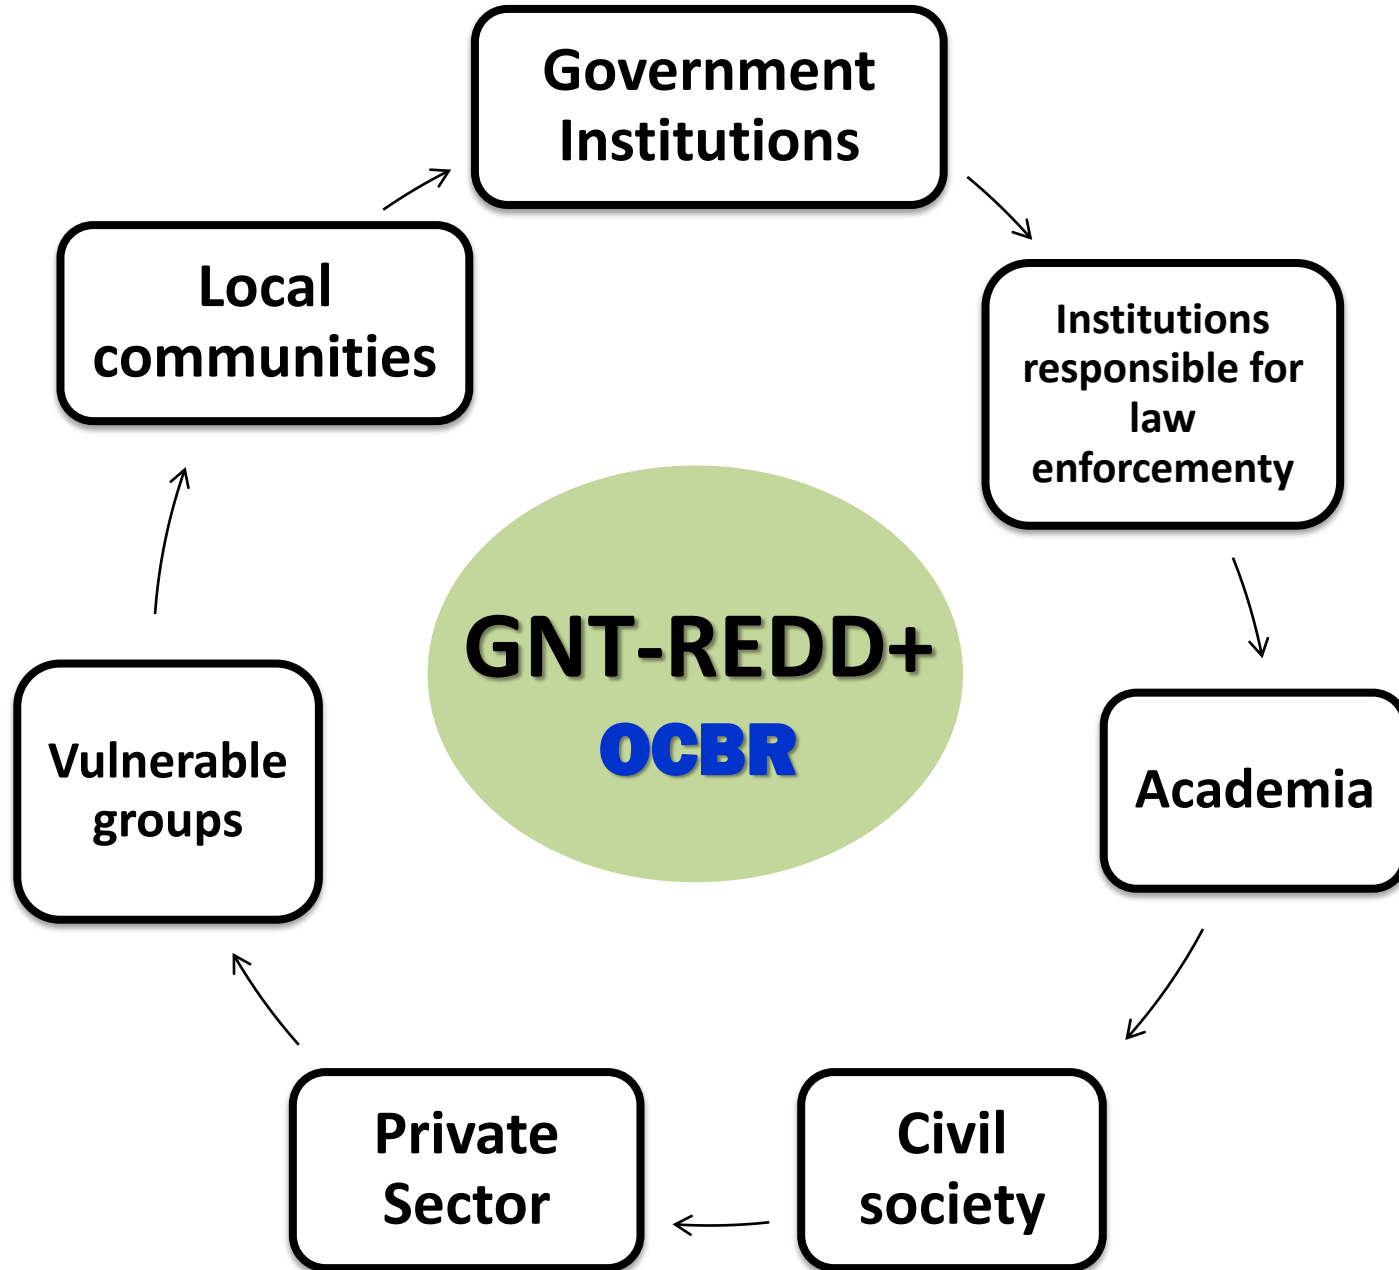 Government
Institutions
Local
communities
Institutions
responsible for
law
enforcementy
GNT-REDD+
OCBR
Vulnerable
groups
Academia
Private
Sector
Civil
society